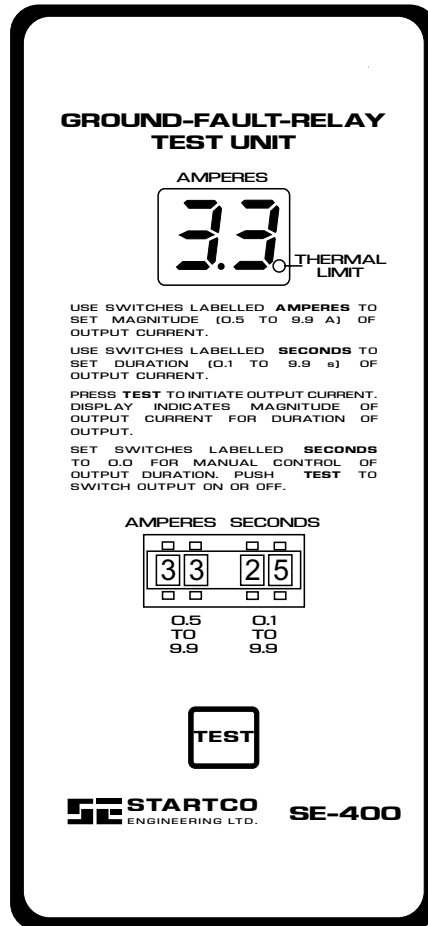 GROUND-FAULT-RELAY
TEST UNIT
AMPERES
3.3
THERMAL
LIMIT
USE SWITCHES LABELLED AMPERES TO
SET MAGNITUDE (0.5 TO 9.9 A) OF
OUTPUT CURRENT.
USE SWITCHES LABELLED SECONDS TO
SET DURATION (0.1 TO 9.9 s) OF
OUTPUT CURRENT.
PRESS TEST TO INITIATE OUTPUT CURRENT.
DISPLAY INDICATES MAGNITUDE OF
OUTPUT CURRENT FOR DURATION OF
OUTPUT.
SET SWITCHES LABELLED SECONDS
TO 0.0 FOR MANUAL CONTROL OF
OUTPUT DURATION. PUSH TEST TO
SWITCH OUTPUT ON OR OFF.
AMPERES SECONDS
3 3 2 5
0.5 0.1
TO TO
9.9 9.9
TEST
SE STARTCO
ENGINEERING LTD.
SE-400